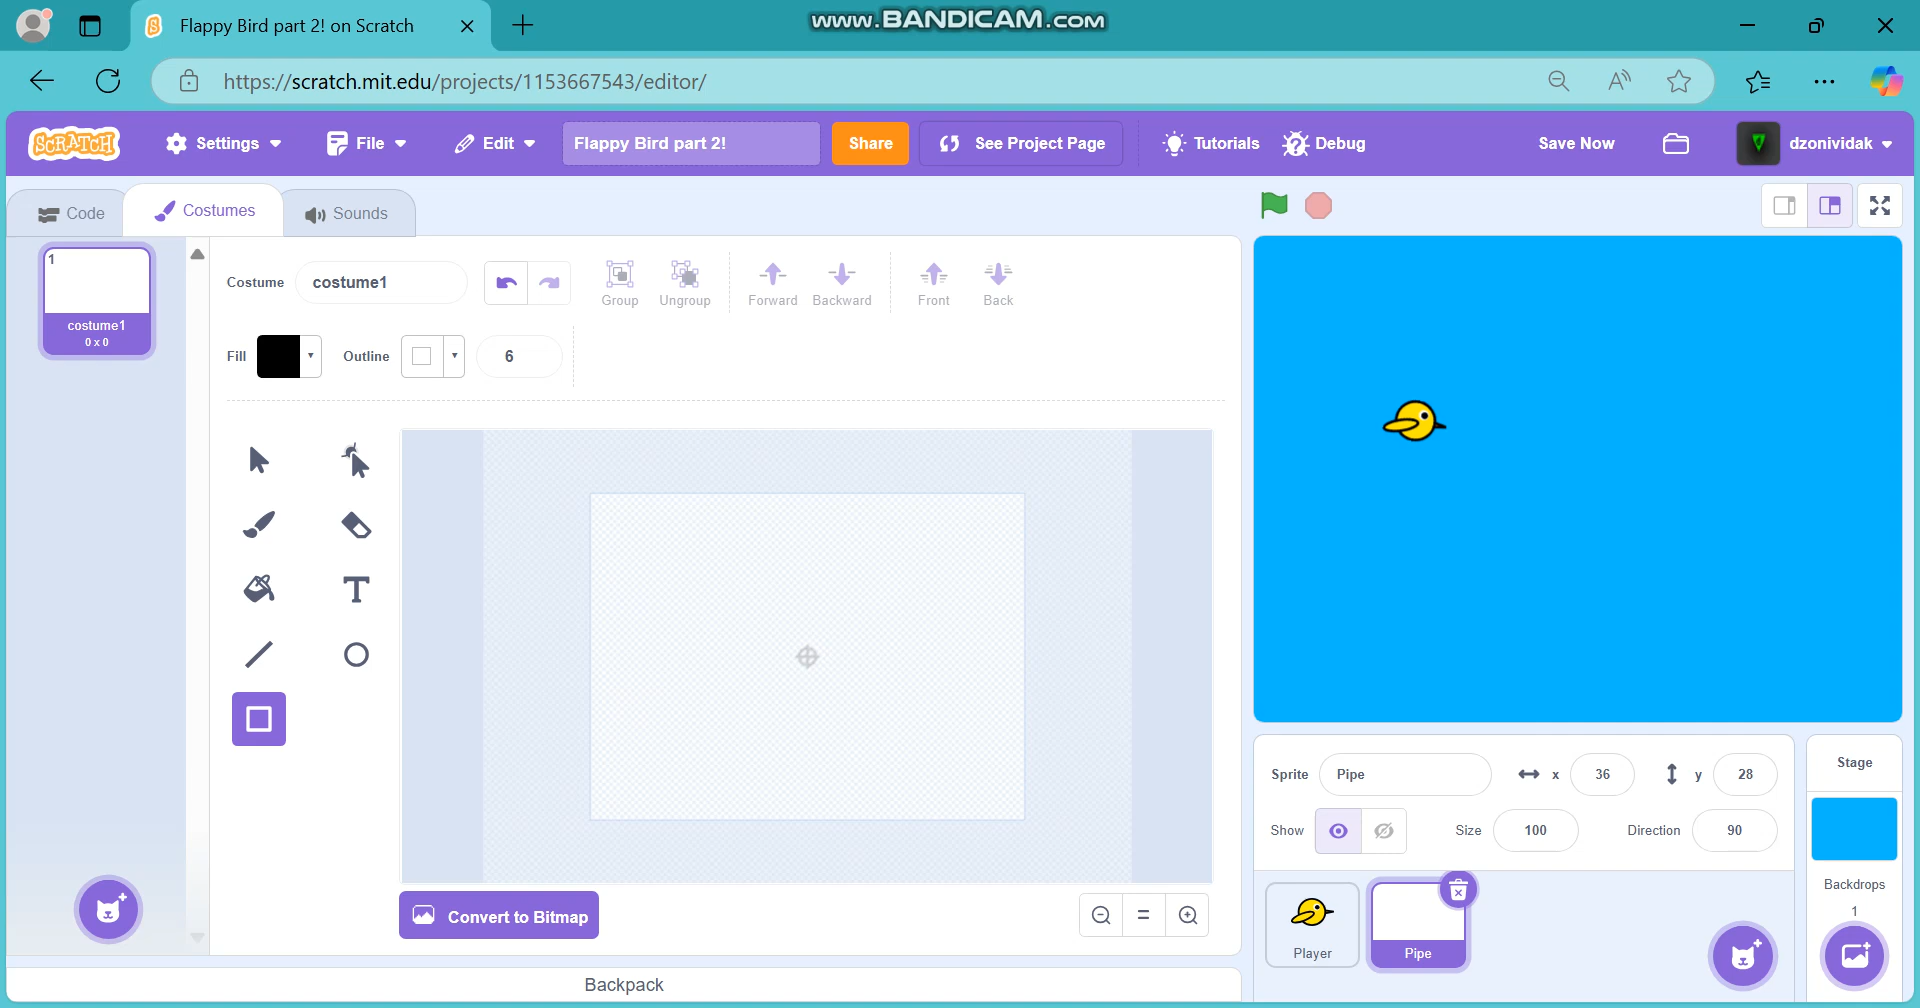 Flappy Bird part 2! on Scratch
www.BANDICAM.COM
https://scratch.mit.edu/projects/1153667543/editor/
SCRATCH
Settings
File
Edit
Flappy Bird part 2!
Share
See Project Page
Tutorials
Debug
Save Now
dzonividak
Code
Costumes
Sounds
1
costume1
0 x 0
Costume
costume1
Group
Ungroup
Forward
Backward
Front
Back
Fill
Outline
6
T
Convert to Bitmap
Backpack
Sprite
Pipe
x
36
y
28
Show
Size
100
Direction
90
Player
Pipe
Stage
Backdrops
1